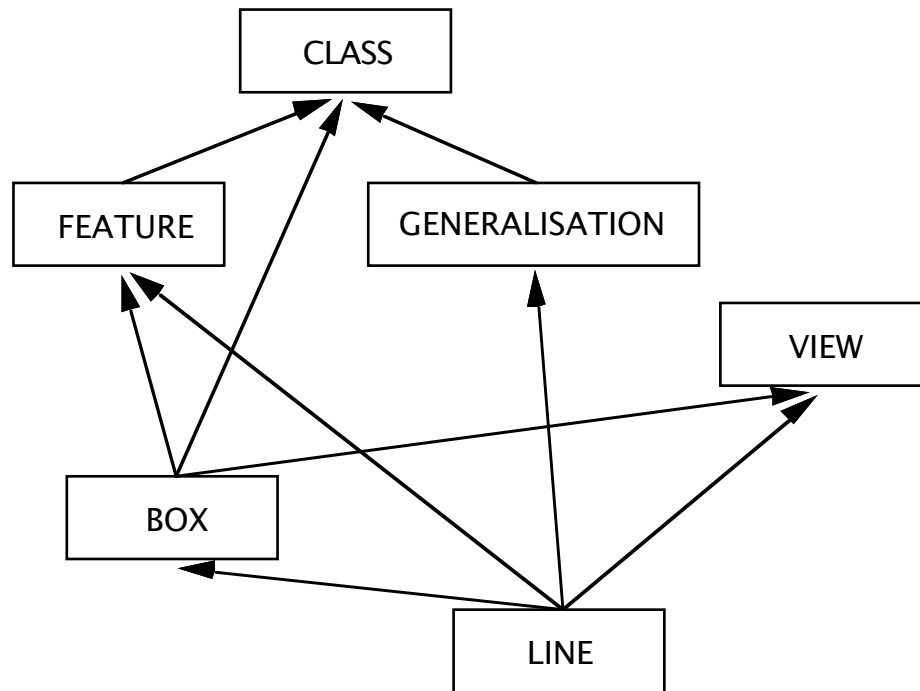 CLASS
FEATURE
GENERALISATION
VIEW
BOX
LINE